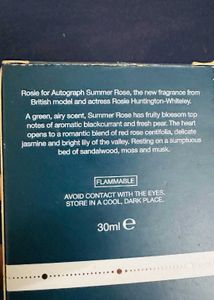 Rosie for Autograph Summer Rose, the new fragrance from
British model and actress Rosie Huntington-Whiteley.
A green, airy scent, Summer Rose has fruity blossom top
notes of aromatic blackcurrant and fresh pear. The heart
opens to a romantic blend of red rose centifolia, delicate
jasmine and bright lily of the valley. Resting on a sumptuous
bed of sandalwood, moss and musk.
FLAMMABLE
AVOID CONTACT WITH THE EYES.
STORE IN A COOL, DARK PLACE.
30ml ℮